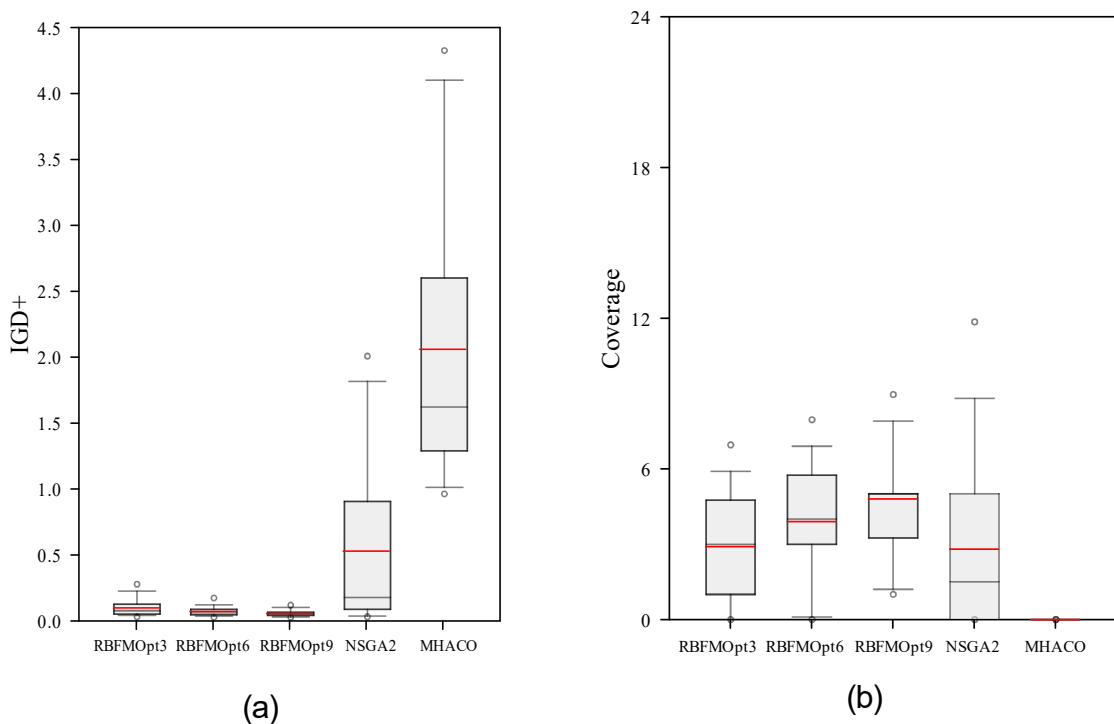 4.5
4.0
3.5
3.0
2.5
2.0
1.5
1.0
0.5
0.0
IGD+
RBFMOpt3 RBFMOpt6 RBFMOpt9 NSGA2 MHACO
(a)
24
18
12
6
0
Coverage
RBFMOpt3 RBFMOpt6 RBFMOpt9 NSGA2 MHACO
(b)